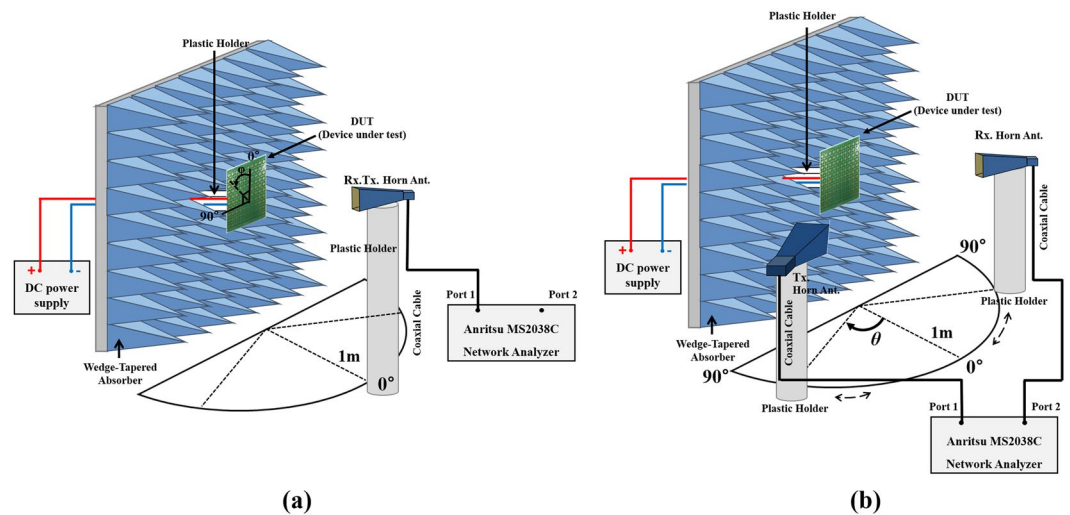 Plastic Holder
DUT
(Device under test)
0°
φ
90°
Rx.Tx. Horn Ant.
Plastic Holder
+
-
DC power
supply
Coaxial Cable
Port 1
Port 2
Anritsu MS2038C
Network Analyzer
1m
0°
Wedge-Tapered
Absorber
(a)
Plastic Holder
DUT
(Device under test)
Rx. Horn Ant.
Coaxial Cable
+
-
DC power
supply
90°
Tx.
Horn Ant.
Plastic Holder
Coaxial Cable
θ
1m
0°
Wedge-Tapered
Absorber
90°
Plastic Holder
Port 1
Port 2
Anritsu MS2038C
Network Analyzer
(b)